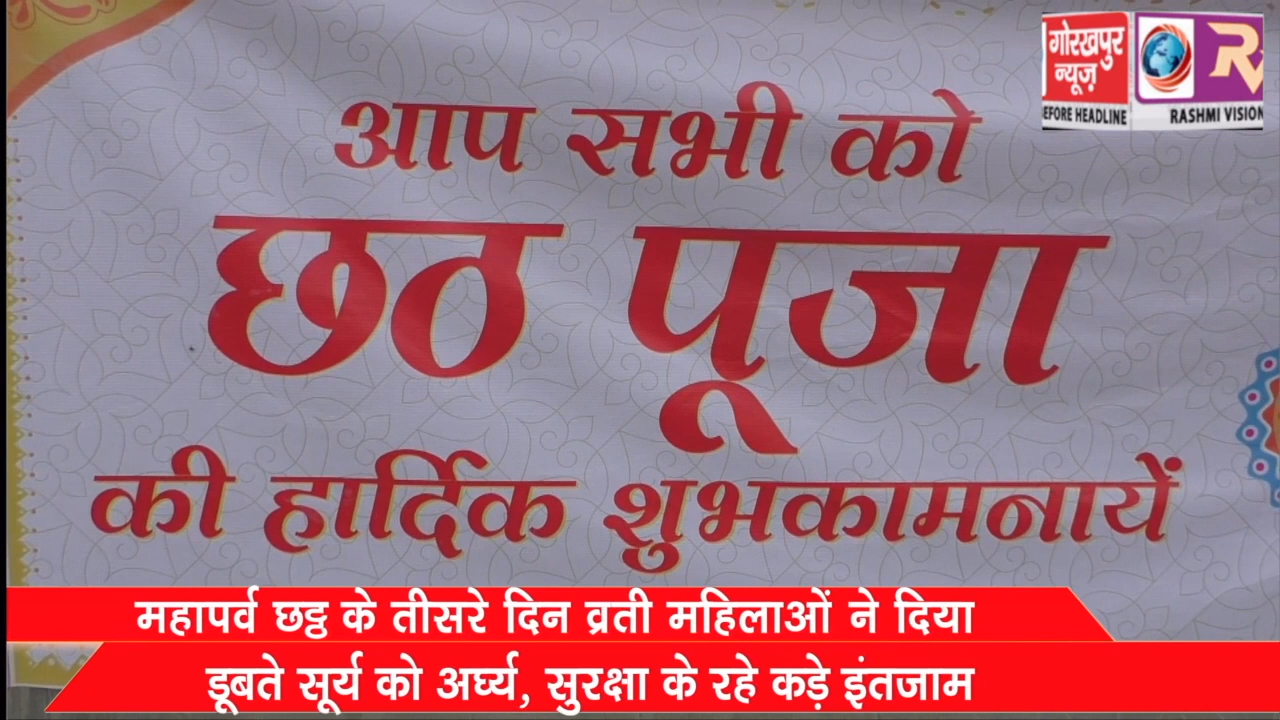 गोरखपुर
न्यूज़
EFORE HEADLINE
RASHMI VISION
आप सभी को
छठ पूजा
की हार्दिक शुभकामनायें
महापर्व छठ्ठ के तीसरे दिन व्रती महिलाओं ने दिया
डूबते सूर्य को अर्घ्य, सुरक्षा के रहे कड़े इंतजाम